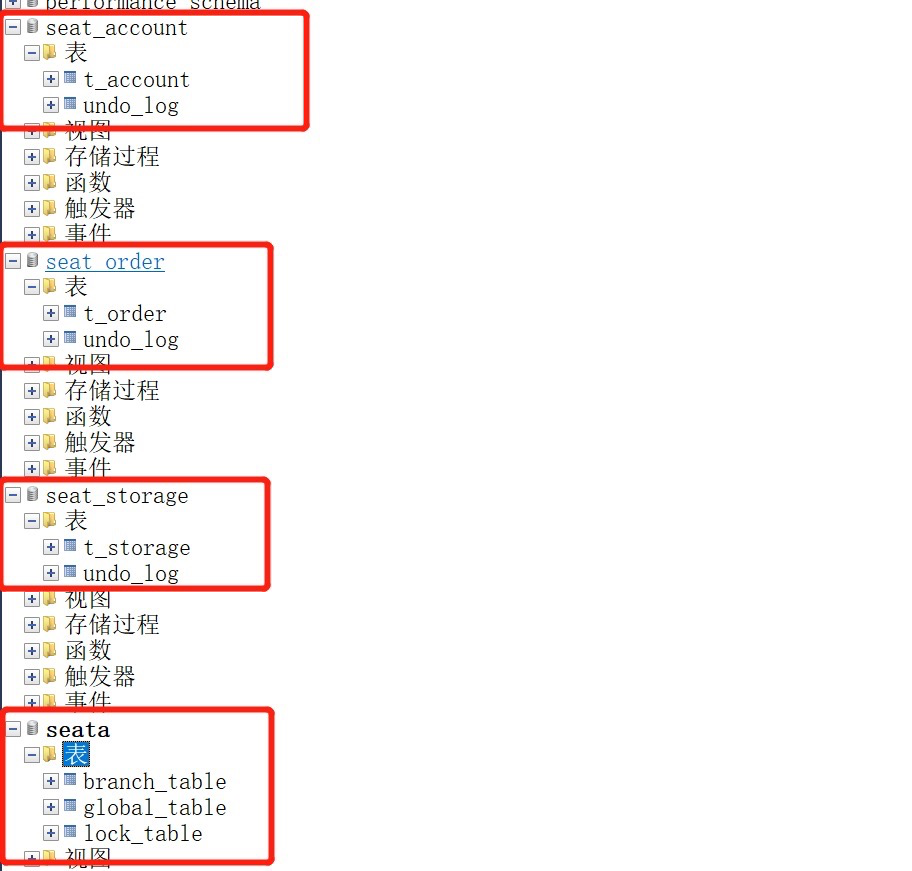 performance_schema
seat_account
表
t_account
undo_log
视图
存储过程
函数
触发器
事件
seat_order
表
t_order
undo_log
视图
存储过程
函数
触发器
事件
seat_storage
表
t_storage
undo_log
视图
存储过程
函数
触发器
事件
seata
表
branch_table
global_table
lock_table
视图